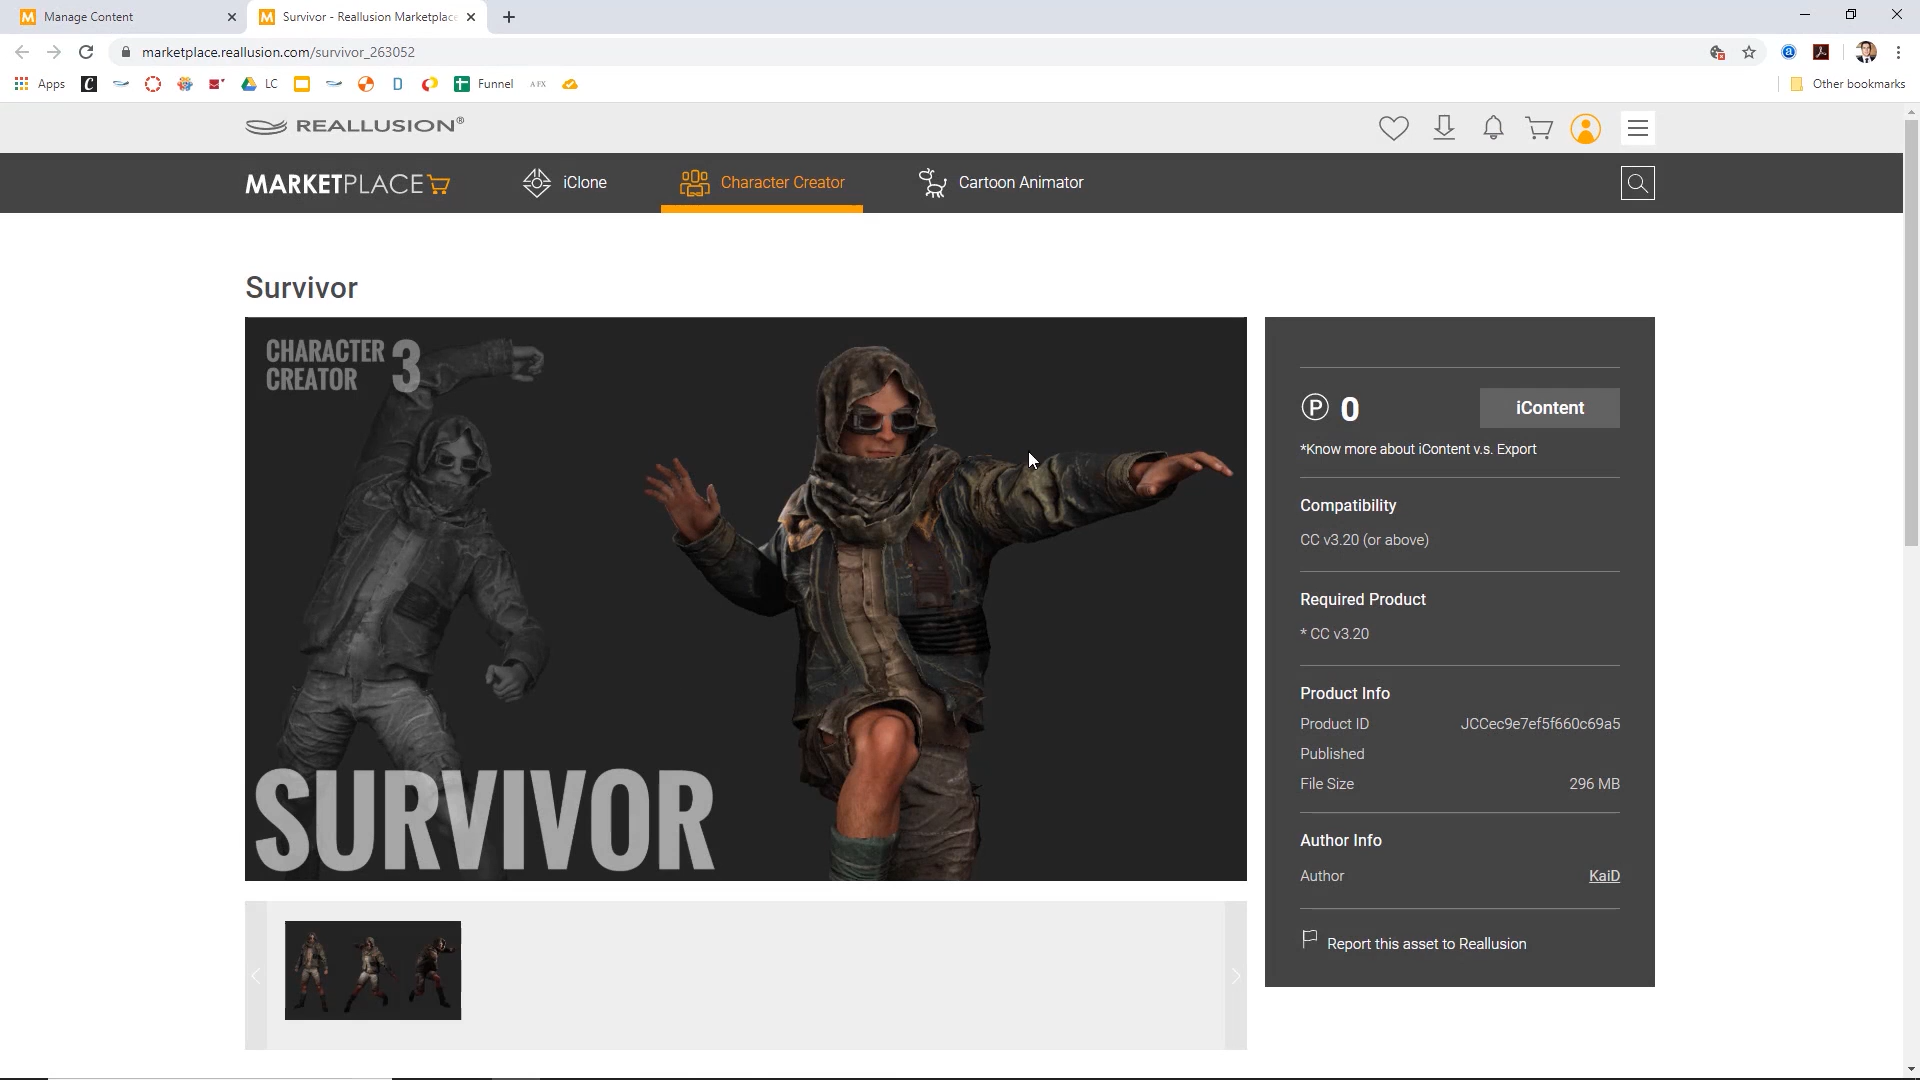 Manage Content
Survivor - Reallusion Marketplace
marketplace.reallusion.com/survivor_263052
Apps
LC
Funnel
Other bookmarks
REALLUSION®
MARKETPLACE
iClone
Character Creator
Cartoon Animator
Survivor
CHARACTER
CREATOR 3
SURVIVOR
P 0
iContent
*Know more about iContent v.s. Export
Compatibility
CC v3.20 (or above)
Required Product
* CC v3.20
Product Info
Product ID JCCec9e7ef5f660c69a5
Published
File Size 296 MB
Author Info
Author KaiD
Report this asset to Reallusion